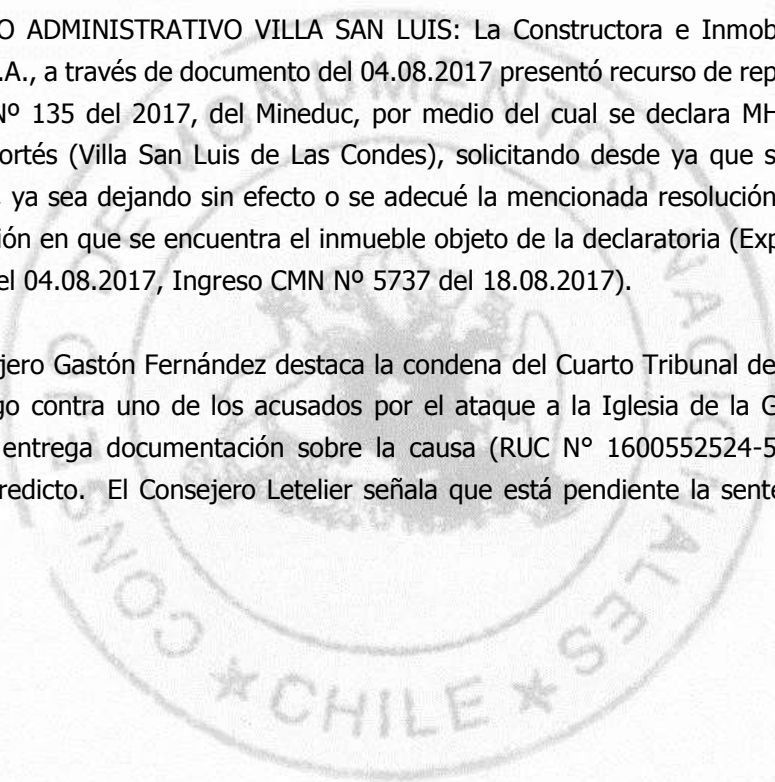 O ADMINISTRATIVO VILLA SAN LUIS: La Constructora e Inmob
.A., a través de documento del 04.08.2017 presentó recurso de rep
Nº 135 del 2017, del Mineduc, por medio del cual se declara MH
ortés (Villa San Luis de Las Condes), solicitando desde ya que s
, ya sea dejando sin efecto o se adecué la mencionada resolución
ión en que se encuentra el inmueble objeto de la declaratoria (Exp
el 04.08.2017, Ingreso CMN Nº 5737 del 18.08.2017).
jero Gastón Fernández destaca la condena del Cuarto Tribunal de
go contra uno de los acusados por el ataque a la Iglesia de la G
entrega documentación sobre la causa (RUC N° 1600552524-5
redicto. El Consejero Letelier señala que está pendiente la sente
CONSEJO DE MONUMENTOS NACIONALES
* CHILE *